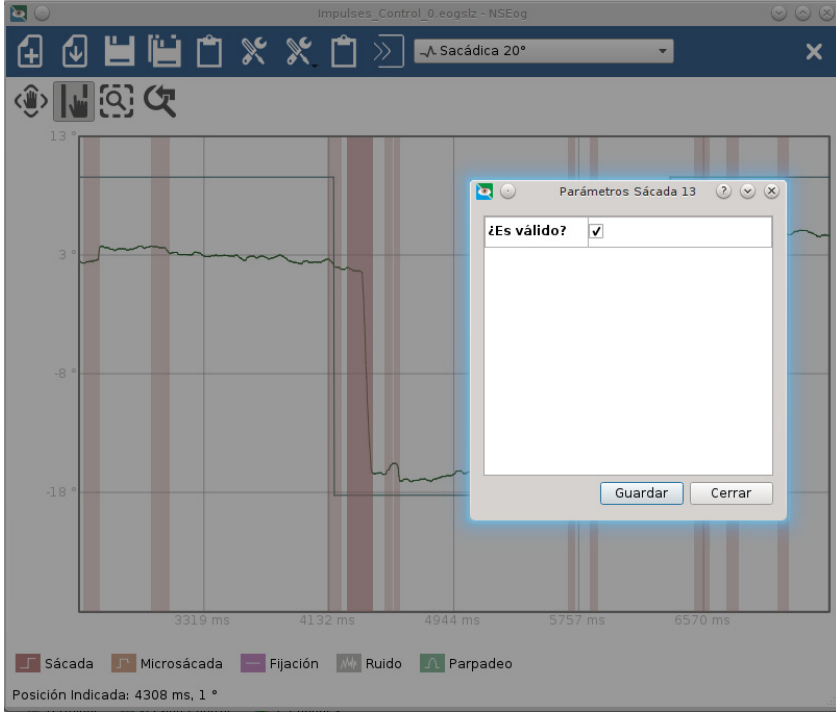 Impulses_Control_0.eogslz - NSEog
Sacádica 20°
13 °
Parámetros Sácada 13
¿Es válido?
3 °
-8 °
-18 °
Guardar
Cerrar
3319 ms
4132 ms
4944 ms
5757 ms
6570 ms
Sácada
Microsácada
Fijación
Ruido
Parpadeo
Posición Indicada: 4308 ms, 1 °